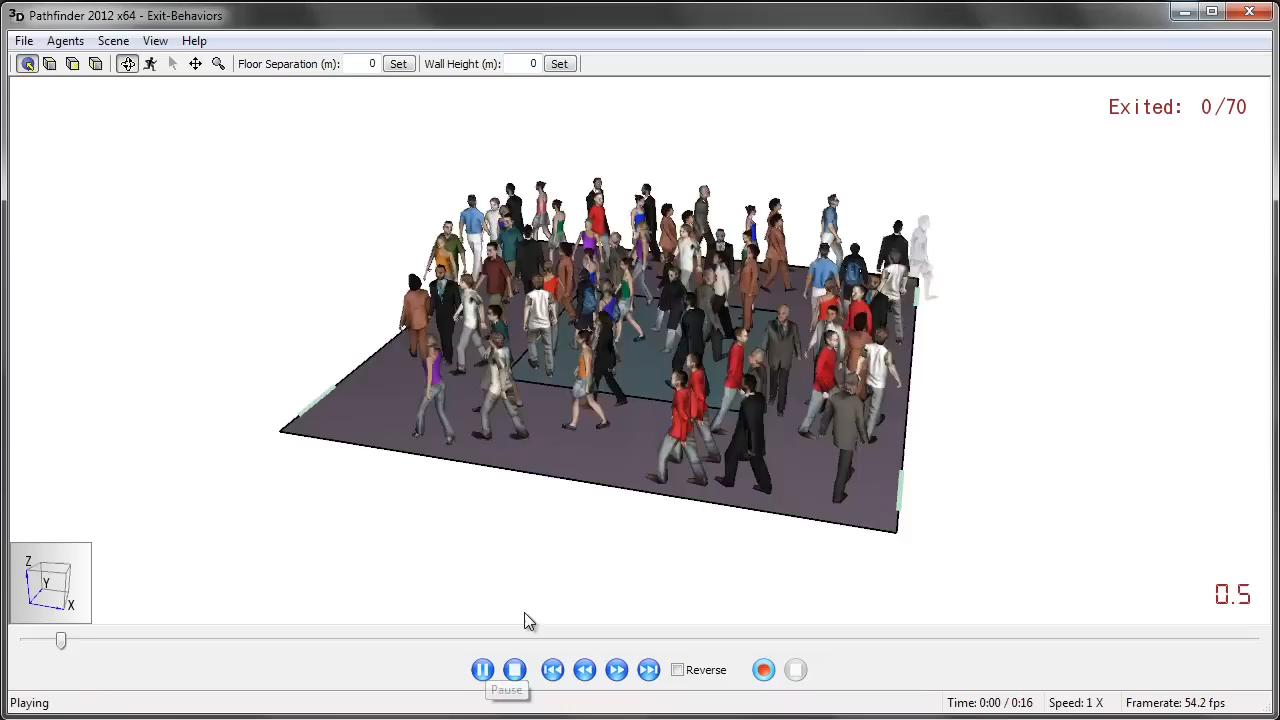 3D Pathfinder 2012 x64 - Exit-Behaviors
File Agents Scene View Help
Floor Separation (m): 0 Set Wall Height (m): 0 Set
Exited: 0/70
Z
Y
X
0.5
Reverse
Pause
Playing Time: 0:00 / 0:16 Speed: 1 X Framerate: 54.2 fps